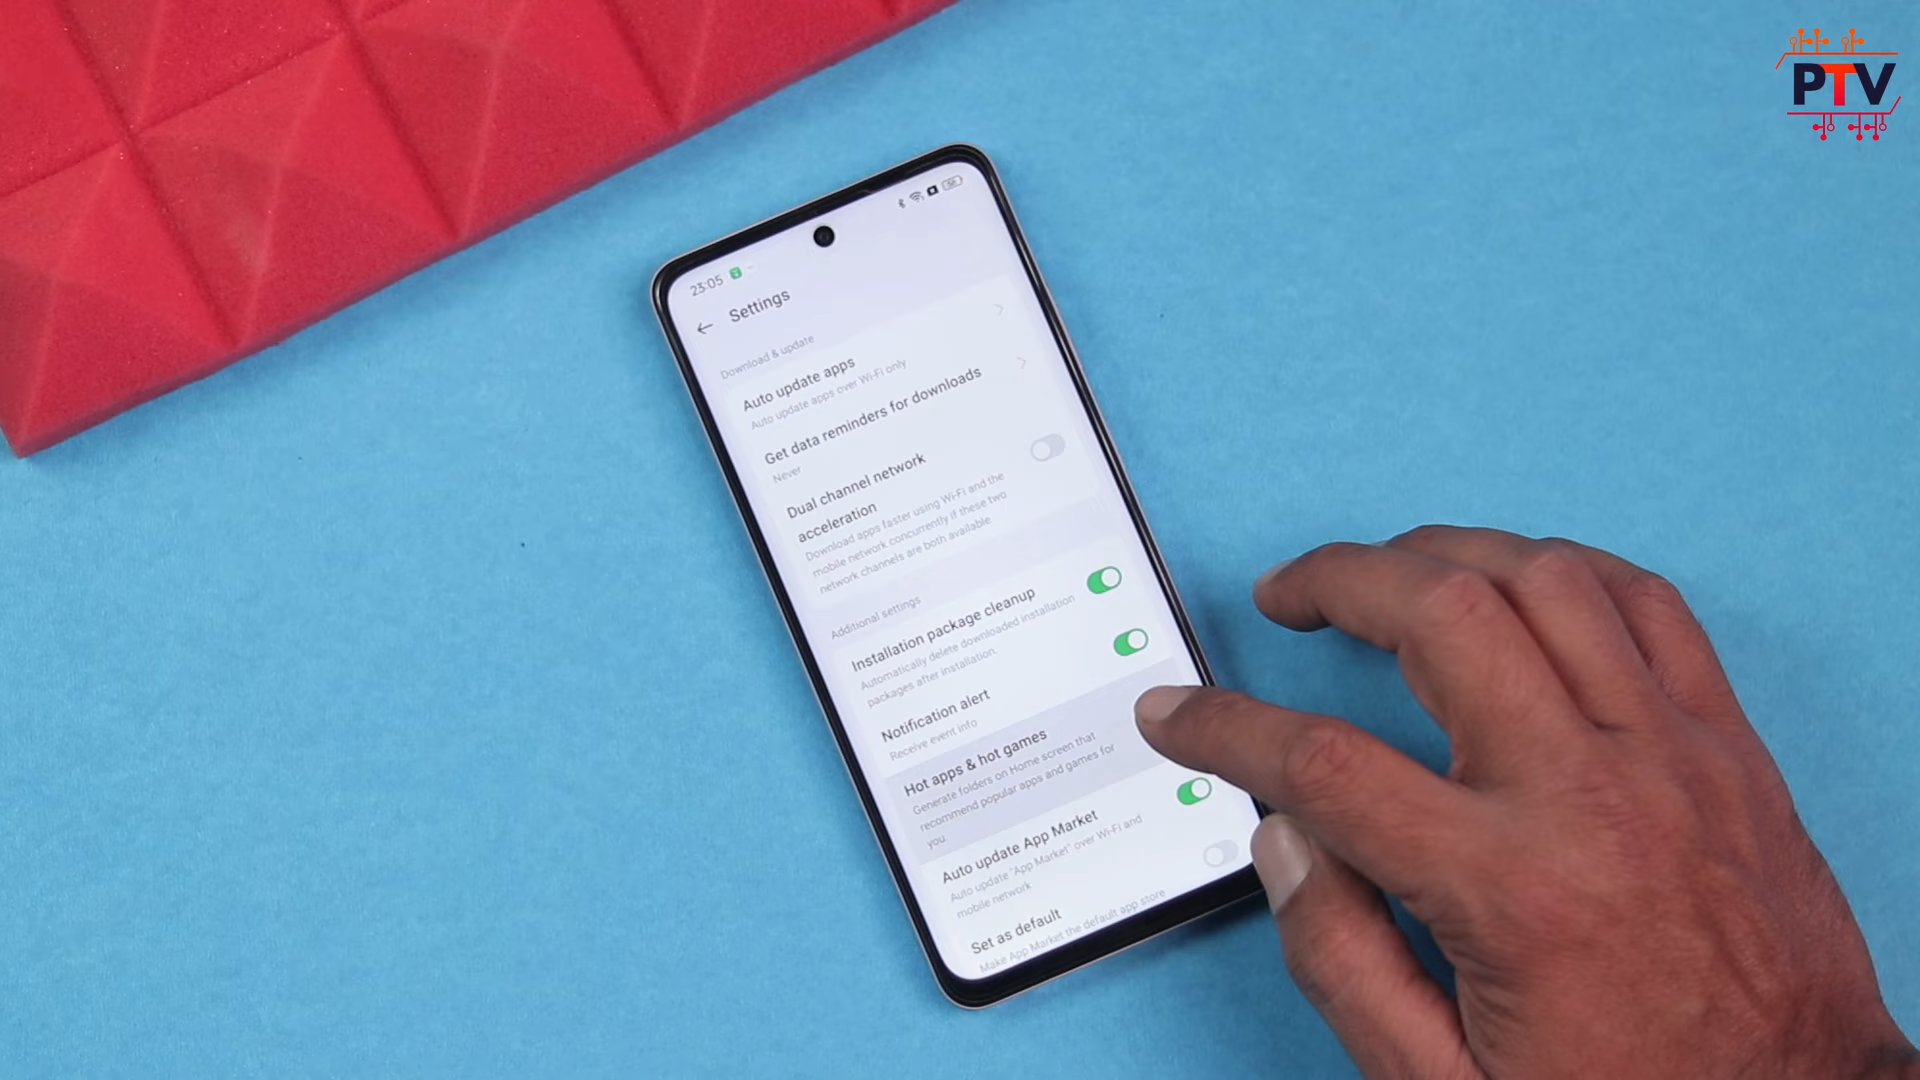 PTV
23:05
Settings
Download & update
Auto update apps
Auto update apps over Wi-Fi only
Get data reminders for downloads
Never
Dual channel network
acceleration
Download apps faster using Wi-Fi and the
mobile network concurrently if these two
network channels are both available
Additional settings
Installation package cleanup
Automatically delete downloaded installation
packages after installation.
Notification alert
Receive event info
Hot apps & hot games
Generate folders on Home screen that
recommend popular apps and games for
you
Auto update App Market
Auto update "App Market" over Wi-Fi and
mobile network
Set as default
Make App Market the default app store